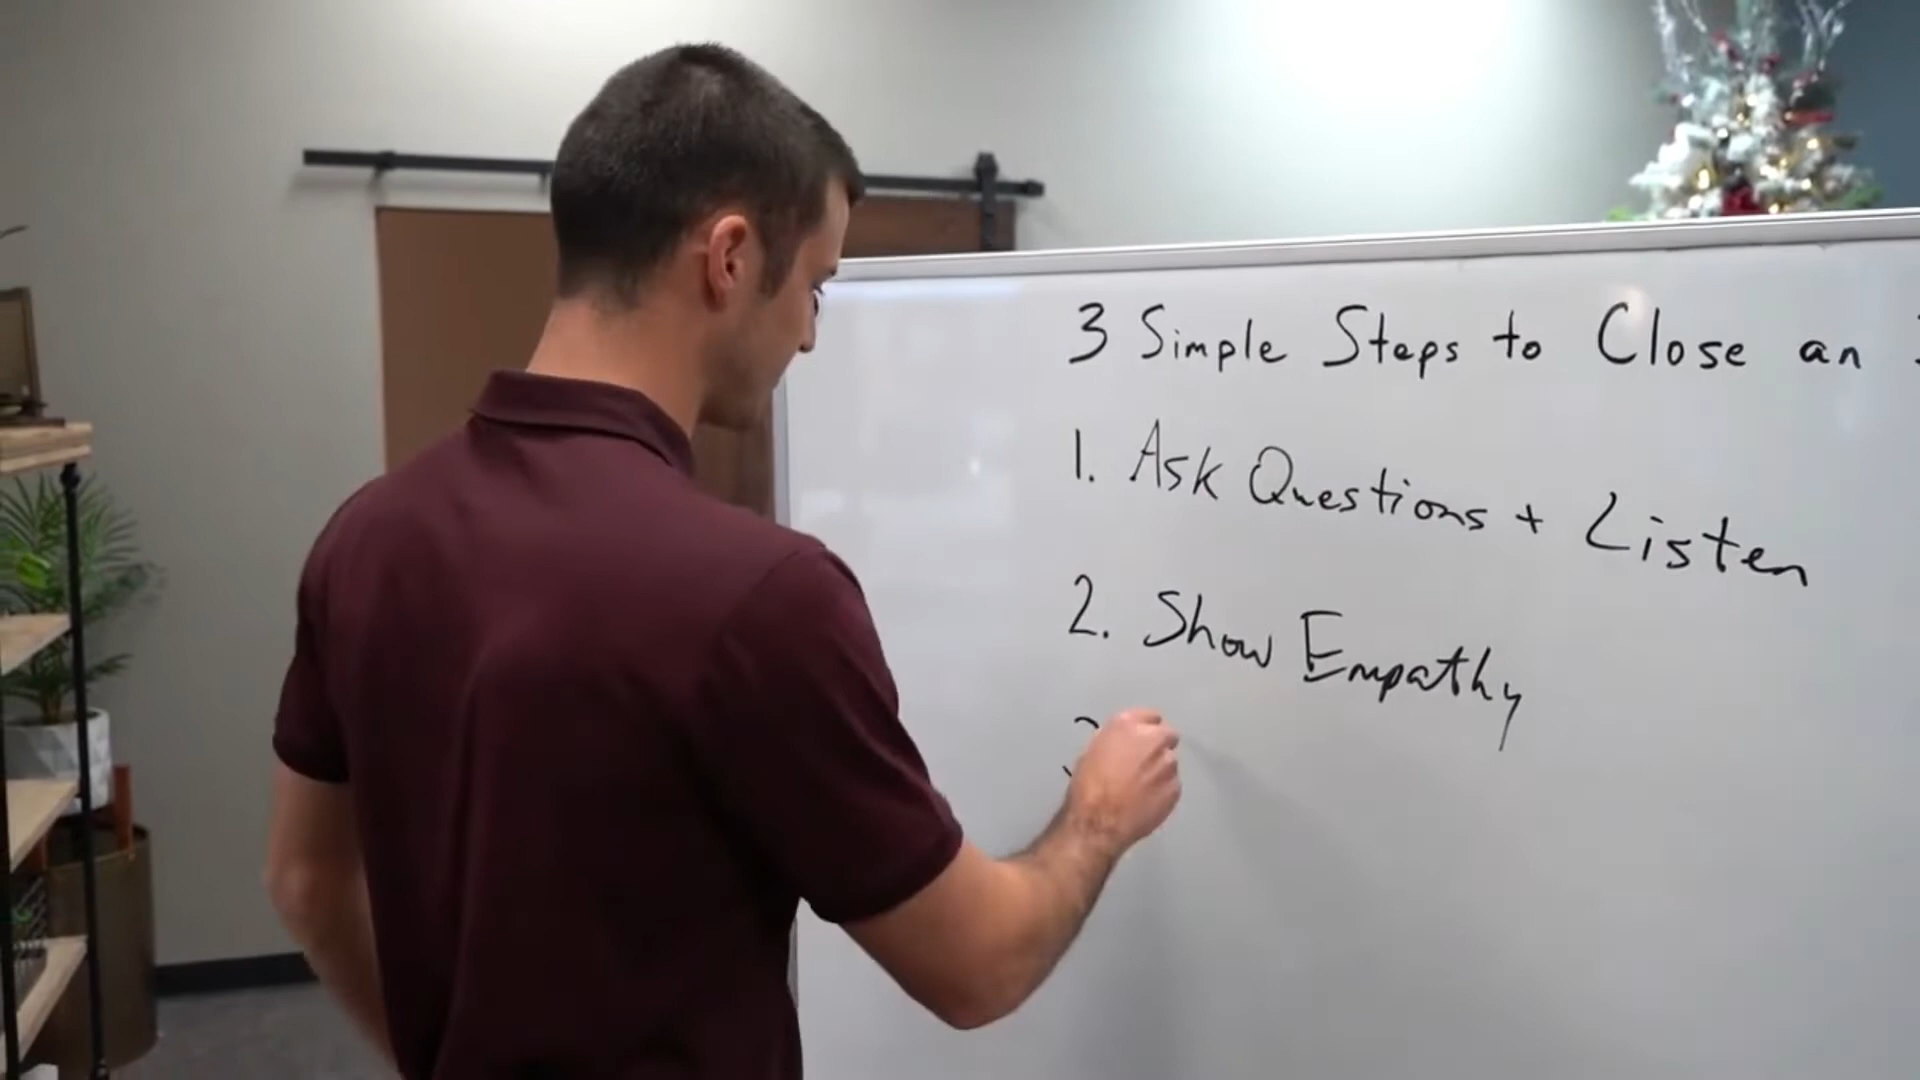 3 Simple Steps to Close an
1. Ask Questions + Listen
2. Show Empathy